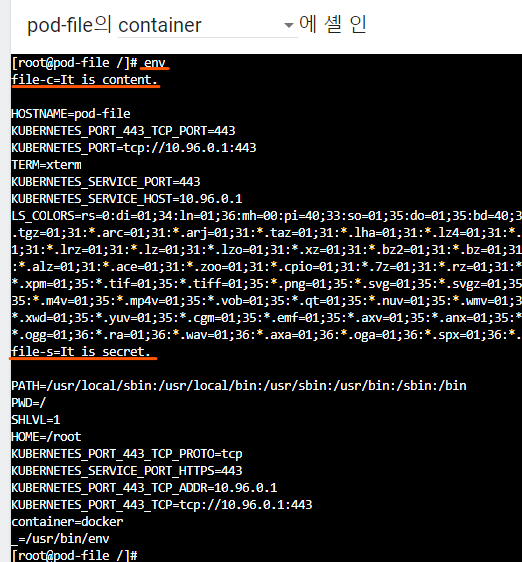 pod-file의 container 에 셸 인
[root@pod-file /]# env
file-c=It is content.
HOSTNAME=pod-file
KUBERNETES_PORT_443_TCP_PORT=443
KUBERNETES_PORT=tcp://10.96.0.1:443
TERM=xterm
KUBERNETES_SERVICE_PORT=443
KUBERNETES_SERVICE_HOST=10.96.0.1
LS_COLORS=rs=0:di=01;34:ln=01;36:mh=00:pi=40;33:so=01;35:do=01;35:bd=40;3
.tgz=01;31:*.arc=01;31:*.arj=01;31:*.taz=01;31:*.lha=01;31:*.lz4=01;31:*.
1;31:*.lrz=01;31:*.lz=01;31:*.lzo=01;31:*.xz=01;31:*.bz2=01;31:*.bz=01;31
:*.alz=01;31:*.ace=01;31:*.zoo=01;31:*.cpio=01;31:*.7z=01;31:*.rz=01;31:*
*.xpm=01;35:*.tif=01;35:*.tiff=01;35:*.png=01;35:*.svg=01;35:*.svgz=01;35
35:*.m4v=01;35:*.mp4v=01;35:*.vob=01;35:*.qt=01;35:*.nuv=01;35:*.wmv=01;3
*.xwd=01;35:*.yuv=01;35:*.cgm=01;35:*.emf=01;35:*.axv=01;35:*.anx=01;35:*
*.ogg=01;36:*.ra=01;36:*.wav=01;36:*.axa=01;36:*.oga=01;36:*.spx=01;36:*.
file-s=It is secret.
PATH=/usr/local/sbin:/usr/local/bin:/usr/sbin:/usr/bin:/sbin:/bin
PWD=/
SHLVL=1
HOME=/root
KUBERNETES_PORT_443_TCP_PROTO=tcp
KUBERNETES_SERVICE_PORT_HTTPS=443
KUBERNETES_PORT_443_TCP_ADDR=10.96.0.1
KUBERNETES_PORT_443_TCP=tcp://10.96.0.1:443
container=docker
_=/usr/bin/env
[root@pod-file /]#